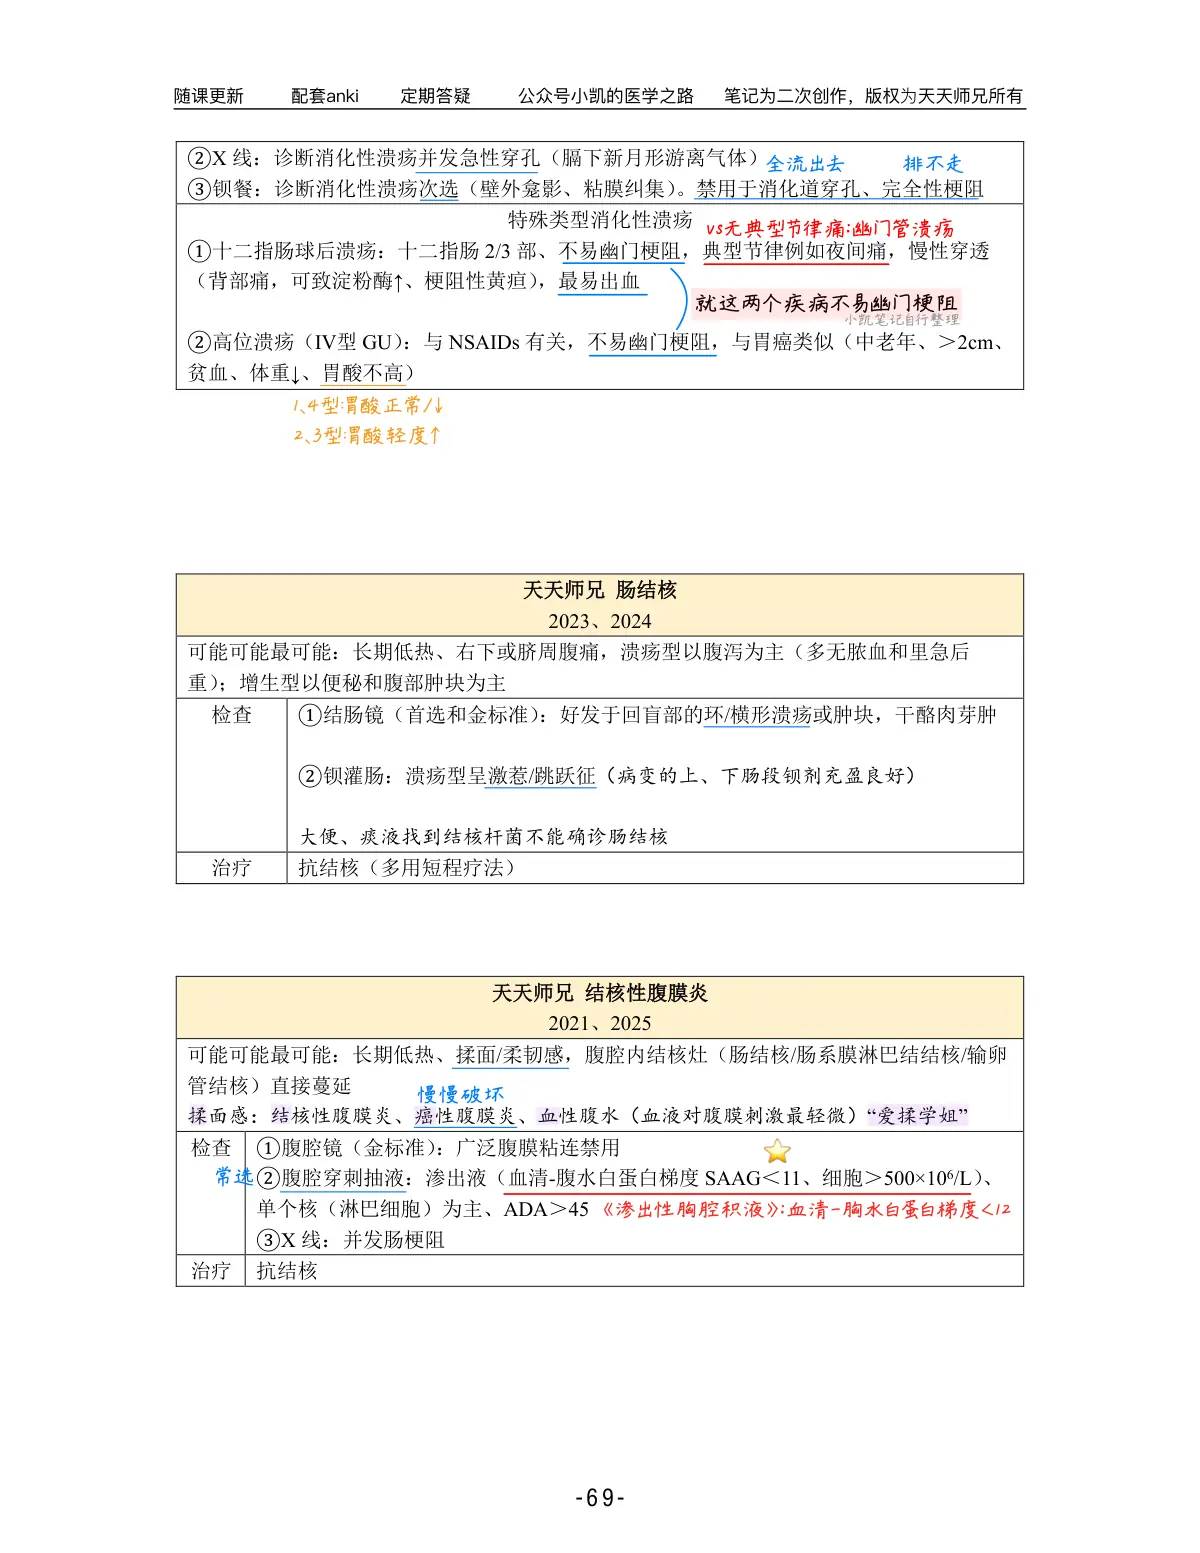 随课更新 配套anki 定期答疑 公众号小凯的医学之路 笔记为二次创作，版权为天天师兄所有
②X 线：诊断消化性溃疡并发急性穿孔（膈下新月形游离气体）
全流出去 排不走
③钡餐：诊断消化性溃疡次选（壁外龛影、粘膜纠集）。禁用于消化道穿孔、完全性梗阻
特殊类型消化性溃疡
vs无典型节律痛:幽门管溃疡
①十二指肠球后溃疡：十二指肠 2/3 部、不易幽门梗阻，典型节律例如夜间痛，慢性穿透
（背部痛，可致淀粉酶↑、梗阻性黄疸），最易出血
就这两个疾病不易幽门梗阻
小凯笔记自行整理
②高位溃疡（IV型 GU）：与 NSAIDs 有关，不易幽门梗阻，与胃癌类似（中老年、＞2cm、
贫血、体重↓、胃酸不高）
1、4型:胃酸正常/↓
2、3型:胃酸轻度↑
天天师兄 肠结核
2023、2024
可能可能最可能：长期低热、右下或脐周腹痛，溃疡型以腹泻为主（多无脓血和里急后
重）；增生型以便秘和腹部肿块为主
检查
①结肠镜（首选和金标准）：好发于回盲部的环/横形溃疡或肿块，干酪肉芽肿
②钡灌肠：溃疡型呈激惹/跳跃征（病变的上、下肠段钡剂充盈良好）
大便、痰液找到结核杆菌不能确诊肠结核
治疗
抗结核（多用短程疗法）
天天师兄 结核性腹膜炎
2021、2025
可能可能最可能：长期低热、揉面/柔韧感，腹腔内结核灶（肠结核/肠系膜淋巴结结核/输卵
管结核）直接蔓延
慢慢破坏
揉面感：结核性腹膜炎、癌性腹膜炎、血性腹水（血液对腹膜刺激最轻微）“爱揉学姐”
检查
①腹腔镜（金标准）：广泛腹膜粘连禁用
常选
②腹腔穿刺抽液：渗出液（血清-腹水白蛋白梯度 SAAG＜11、细胞＞500×10⁶/L）、
单个核（淋巴细胞）为主、ADA＞45 《渗出性胸腔积液》:血清-胸水白蛋白梯度<12
③X 线：并发肠梗阻
治疗
抗结核
-69-